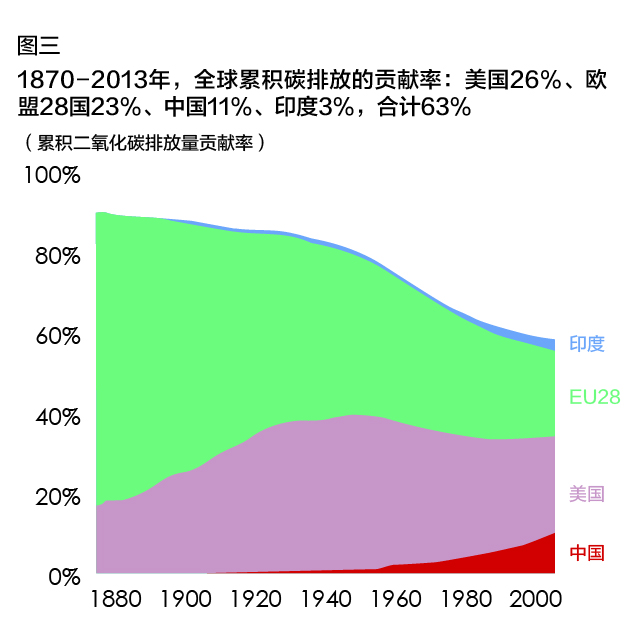 图三
1870-2013年，全球累积碳排放的贡献率：美国26%、欧
盟28国23%、中国11%、印度3%，合计63%
（累积二氧化碳排放量贡献率）
100%
80%
60%
40%
20%
0%
印度
EU28
美国
中国
1880 1900 1920 1940 1960 1980 2000